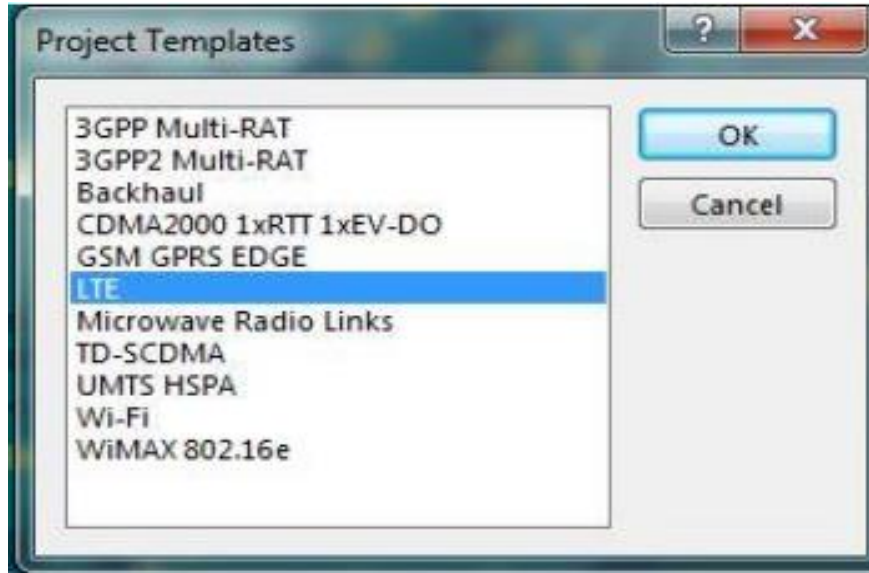 Project Templates
?
X
3GPP Multi-RAT
3GPP2 Multi-RAT
Backhaul
CDMA2000 1xRTT 1xEV-DO
GSM GPRS EDGE
LTE
Microwave Radio Links
TD-SCDMA
UMTS HSPA
Wi-Fi
WiMAX 802.16e
OK
Cancel